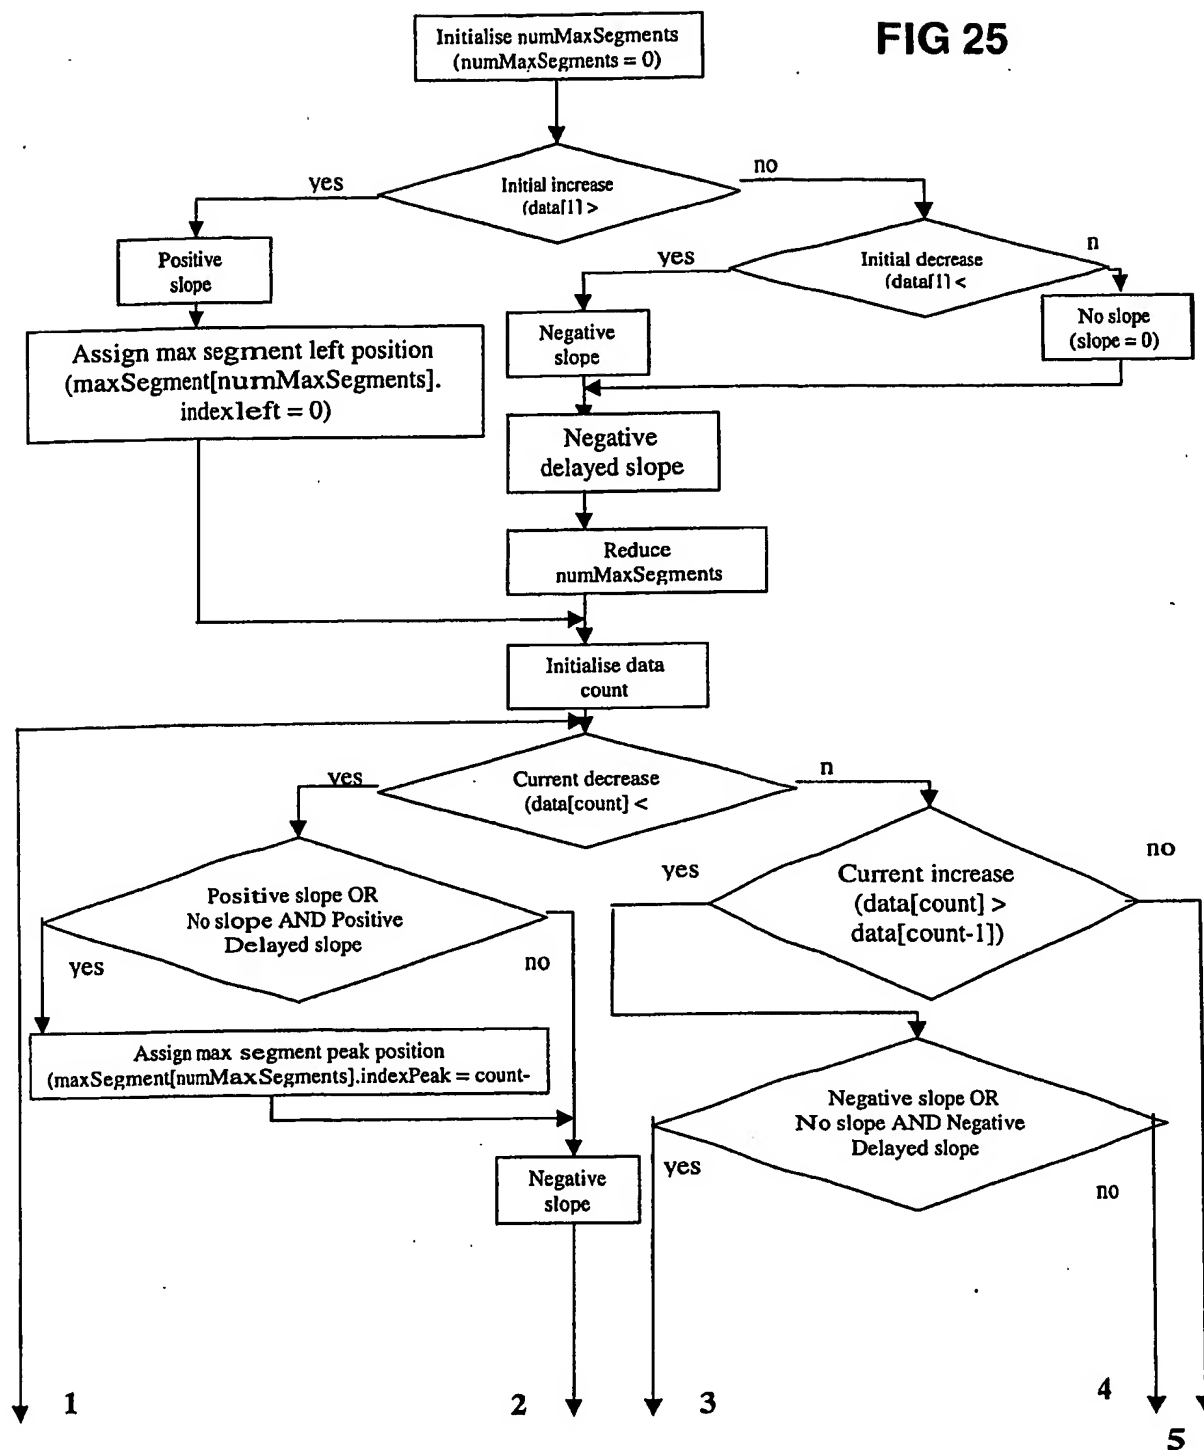 FIG 25
Initialise numMaxSegments
(numMaxSegments = 0)
yes
no
Initial increase
(data[1] >
Positive
slope
yes
n
Initial decrease
(data[1] <
Negative
slope
No slope
(slope = 0)
Assign max segment left position
(maxSegment[numMaxSegments].
indexleft = 0)
Negative
delayed slope
Reduce
numMaxSegments
Initialise data
count
yes
n
Current decrease
(data[count] <
Positive slope OR
No slope AND Positive
Delayed slope
yes
no
yes
no
Current increase
(data[count] >
data[count-1])
Assign max segment peak position
(maxSegment[numMaxSegments].indexPeak = count-
Negative slope OR
No slope AND Negative
Delayed slope
yes
no
Negative
slope
1
2
3
4
5